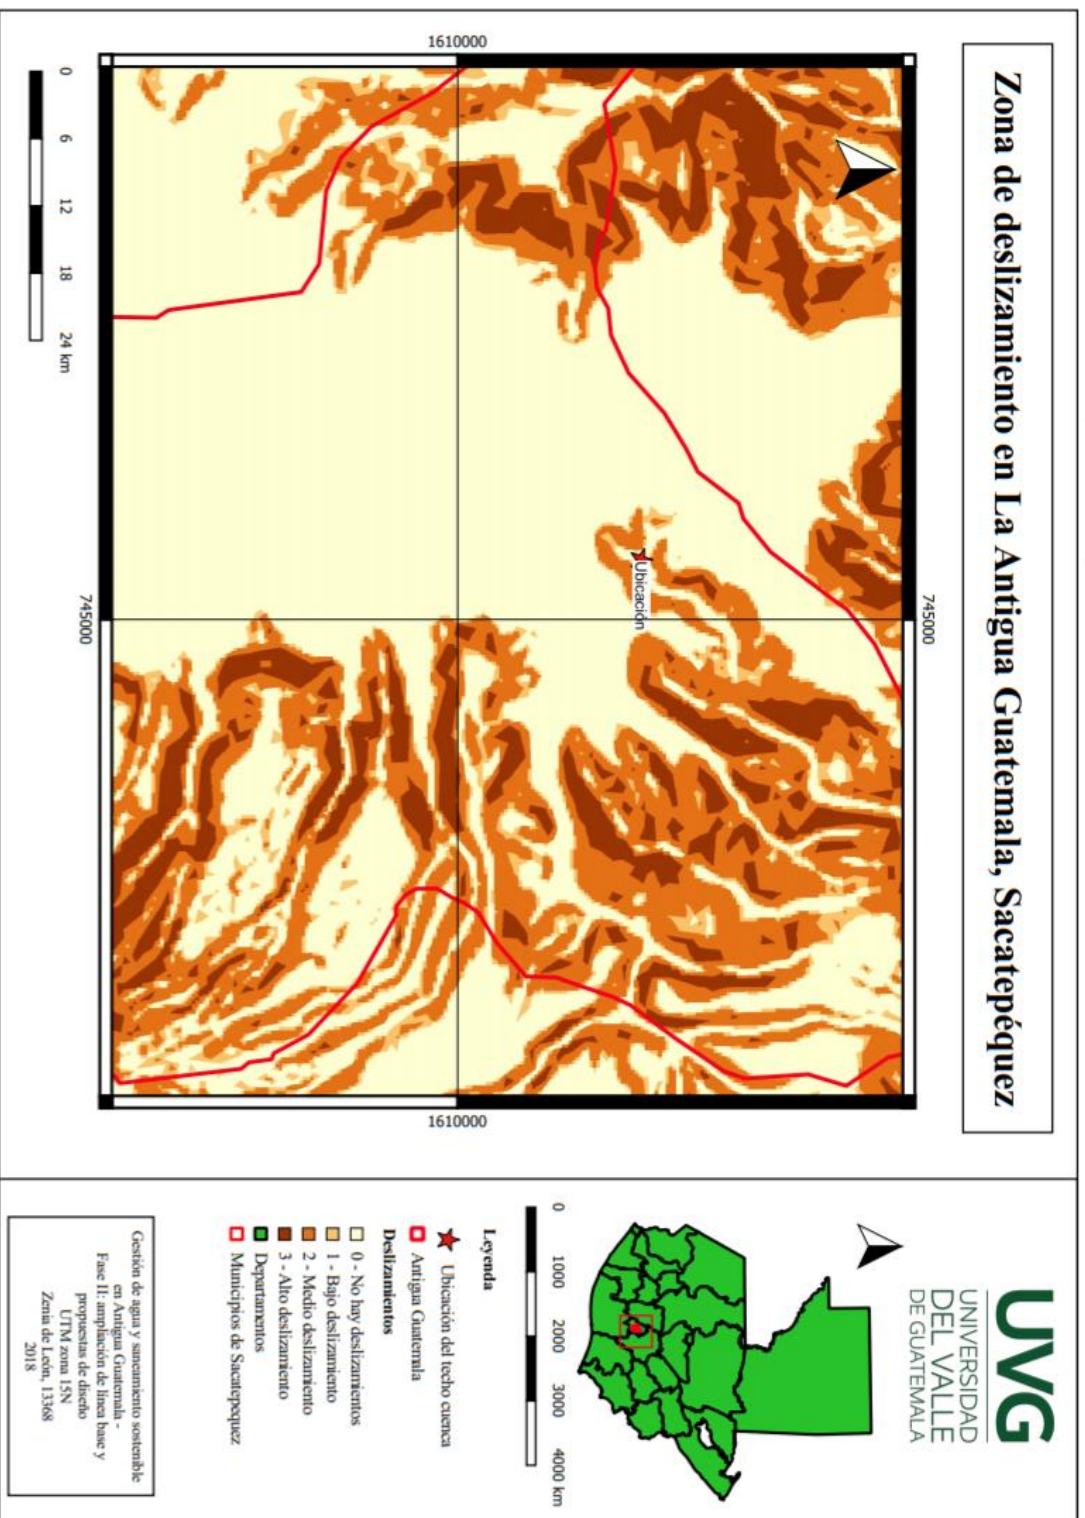 Zona de deslizamiento en La Antigua Guatemala, Sacatepéquez
745000
1610000
1610000
Ubicación
745000
0 6 12 18 24 km
UVG
UNIVERSIDAD
DEL VALLE
DE GUATEMALA
0 1000 2000 3000 4000 km
Leyenda
Ubicación del techo cuenca
Antigua Guatemala
Deslizamientos
0 - No hay deslizamientos
1 - Bajo deslizamiento
2 - Medio deslizamiento
3 - Alto deslizamiento
Departamentos
Municipios de Sacatepequez
Gestión de agua y saneamiento sostenible
en Antigua Guatemala -
Fase II: ampliación de línea base y
propuestas de diseño
UTM zona 15N
Zenia de León, 13368
2018